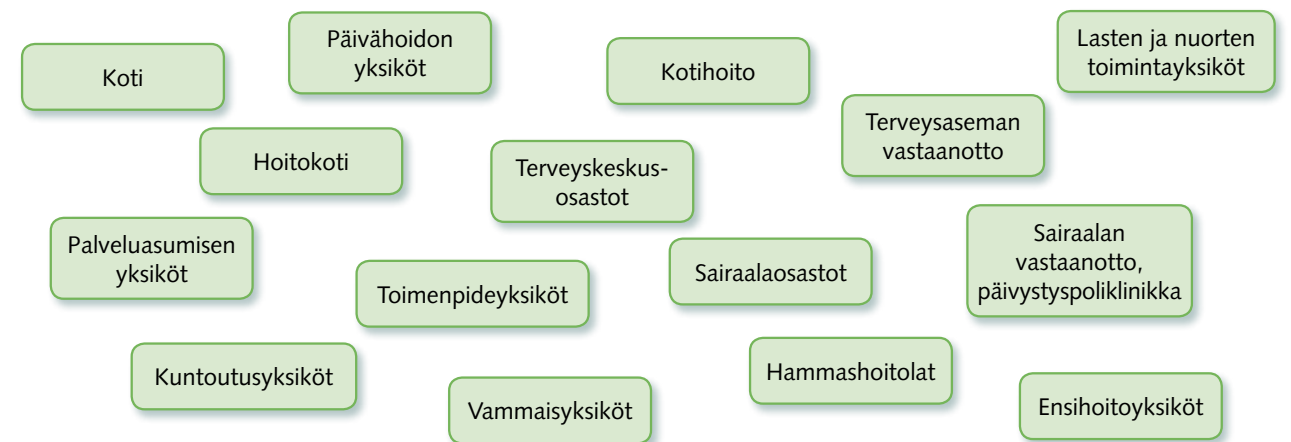 Koti
Päivähoidon
yksiköt
Kotihoito
Lasten ja nuorten
toimintayksiköt
Hoitokoti
Terveyskeskus-
osastot
Terveysaseman
vastaanotto
Palveluasumisen
yksiköt
Toimenpideyksiköt
Sairaalaosastot
Sairaalan
vastaanotto,
päivystyspoliklinikka
Kuntoutusyksiköt
Vammaisyksiköt
Hammashoitolat
Ensihoitoyksiköt